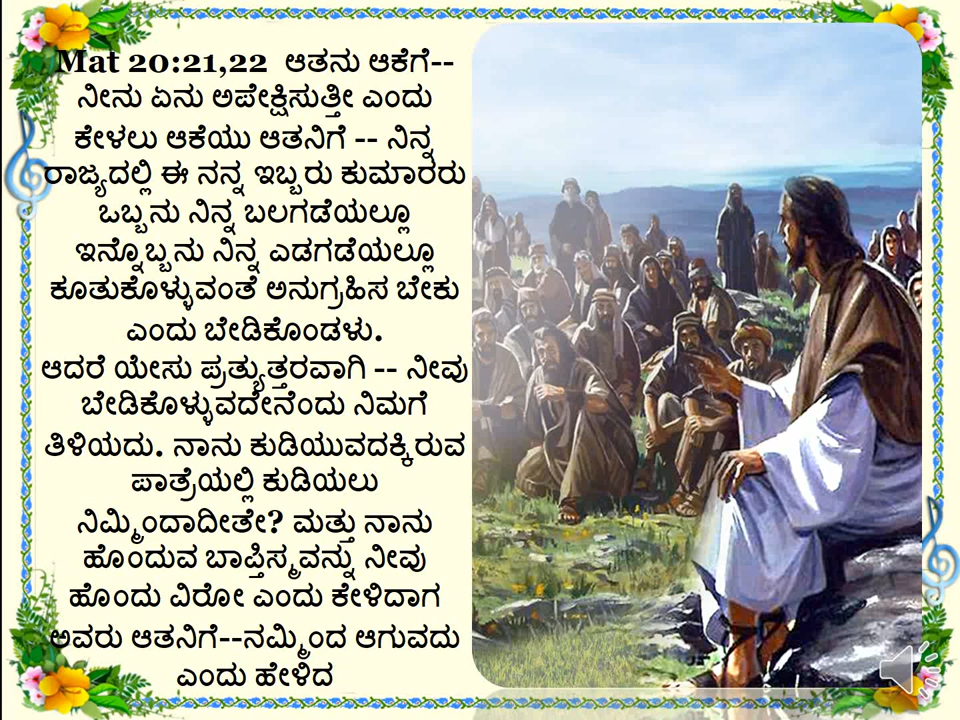 Mat 20:21,22 ಆತನು ಆಕೆಗೆ--
ನೀನು ಏನು ಅಪೇಕ್ಷಿಸುತ್ತೀ ಎಂದು
ಕೇಳಲು ಆಕೆಯು ಆತನಿಗೆ -- ನಿನ್ನ
ರಾಜ್ಯದಲ್ಲಿ ಈ ನನ್ನ ಇಬ್ಬರು ಕುಮಾರರು
ಒಬ್ಬನು ನಿನ್ನ ಬಲಗಡೆಯಲ್ಲೂ
ಇನ್ನೊಬ್ಬನು ನಿನ್ನ ಎಡಗಡೆಯಲ್ಲೂ
ಕೂತುಕೊಳ್ಳುವಂತೆ ಅನುಗ್ರಹಿಸ ಬೇಕು
ಎಂದು ಬೇಡಿಕೊಂಡಳು.
ಆದರೆ ಯೇಸು ಪ್ರತ್ಯುತ್ತರವಾಗಿ -- ನೀವು
ಬೇಡಿಕೊಳ್ಳುವದೇನೆಂದು ನಿಮಗೆ
ತಿಳಿಯದು. ನಾನು ಕುಡಿಯುವದಕ್ಕಿರುವ
ಪಾತ್ರೆಯಲ್ಲಿ ಕುಡಿಯಲು
ನಿಮ್ಮಿಂದಾದೀತೇ? ಮತ್ತು ನಾನು
ಹೊಂದುವ ಬಾಪ್ತಿಸ್ಮವನ್ನು ನೀವು
ಹೊಂದು ವಿರೋ ಎಂದು ಕೇಳಿದಾಗ
ಅವರು ಆತನಿಗೆ--ನಮ್ಮಿಂದ ಆಗುವದು
ಎಂದು ಹೇಳಿದ